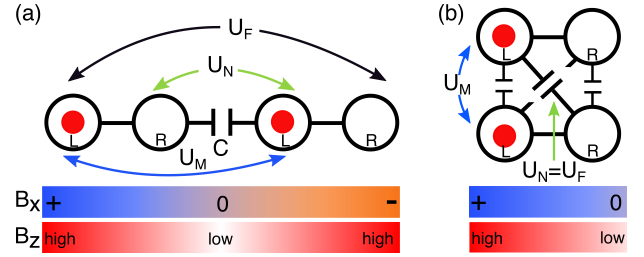 (a)
U_F
U_N
L
R
L
R
U_M
C
B_X + 0 -
B_Z high low high
(b)
L
R
U_M
L
R
U_N=U_F
+ 0
high low